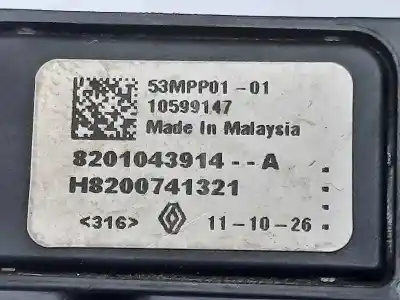 53MPP01-01
10599147
Made In Malaysia
8201043914--A
H8200741321
<316> 11-10-26